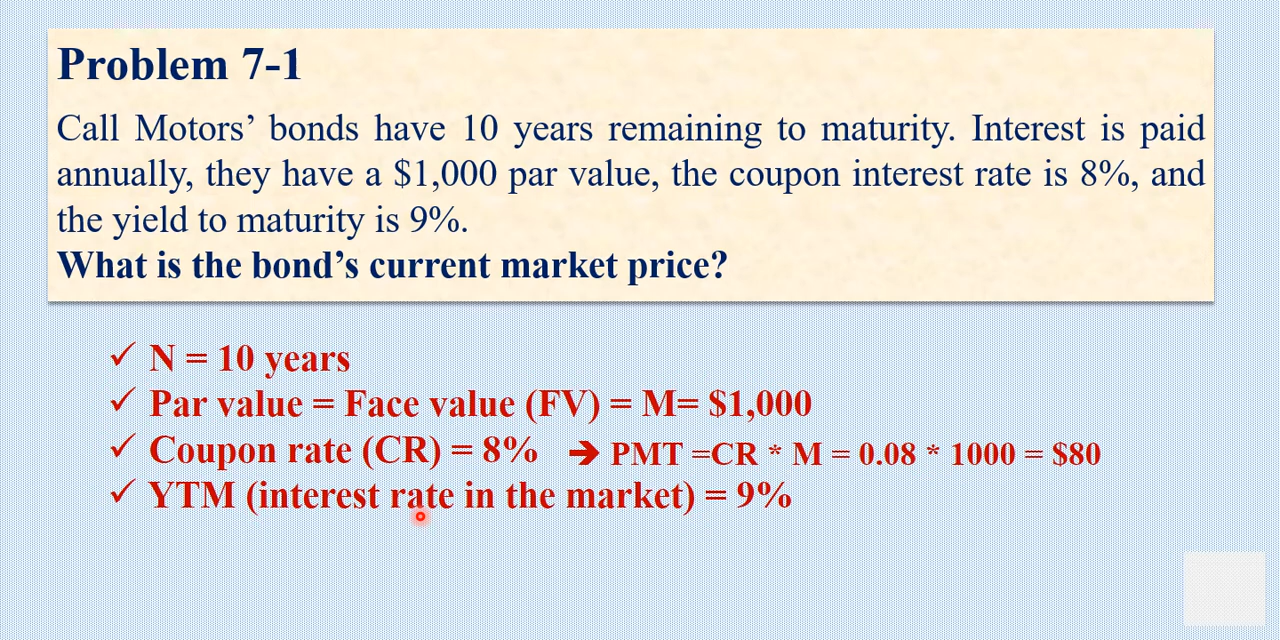 Problem 7-1
Call Motors’ bonds have 10 years remaining to maturity. Interest is paid
annually, they have a $1,000 par value, the coupon interest rate is 8%, and
the yield to maturity is 9%.
What is the bond’s current market price?
✓ N = 10 years
✓ Par value = Face value (FV) = M= $1,000
✓ Coupon rate (CR) = 8% ➔ PMT =CR * M = 0.08 * 1000 = $80
✓ YTM (interest rate in the market) = 9%